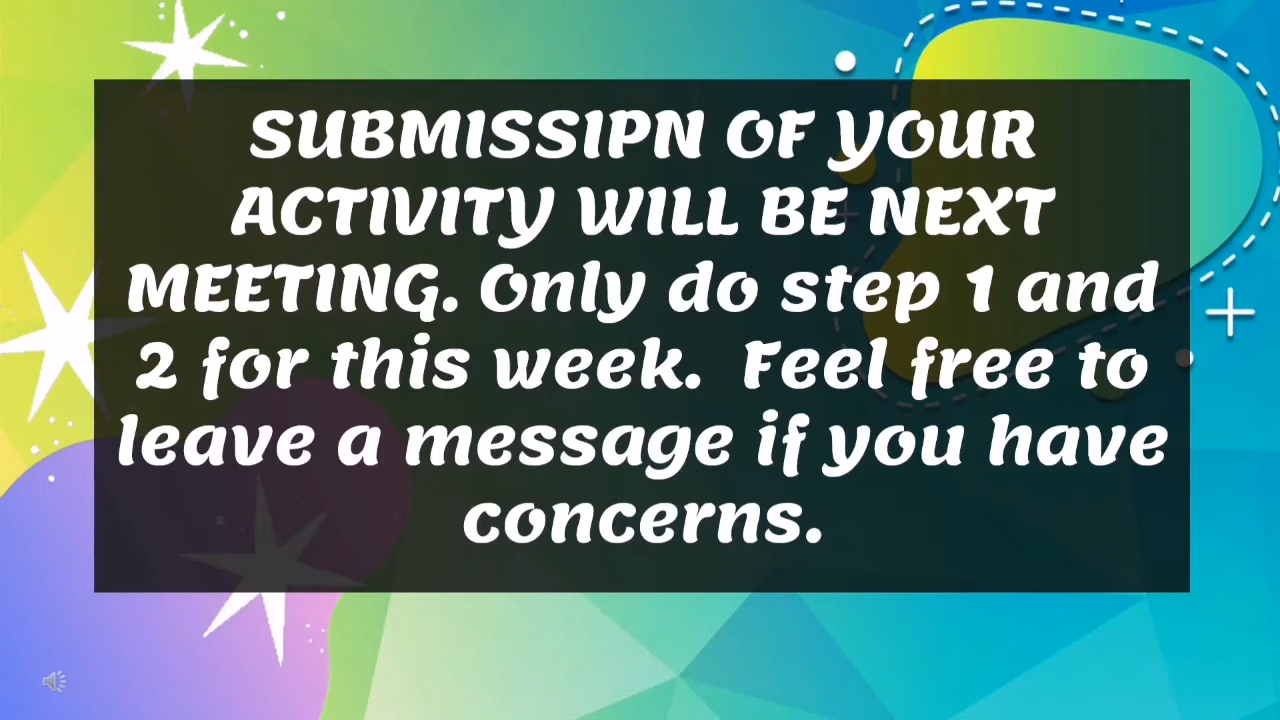 SUBMISSIPN OF YOUR
ACTIVITY WILL BE NEXT
MEETING. Only do step 1 and
2 for this week. Feel free to
leave a message if you have
concerns.